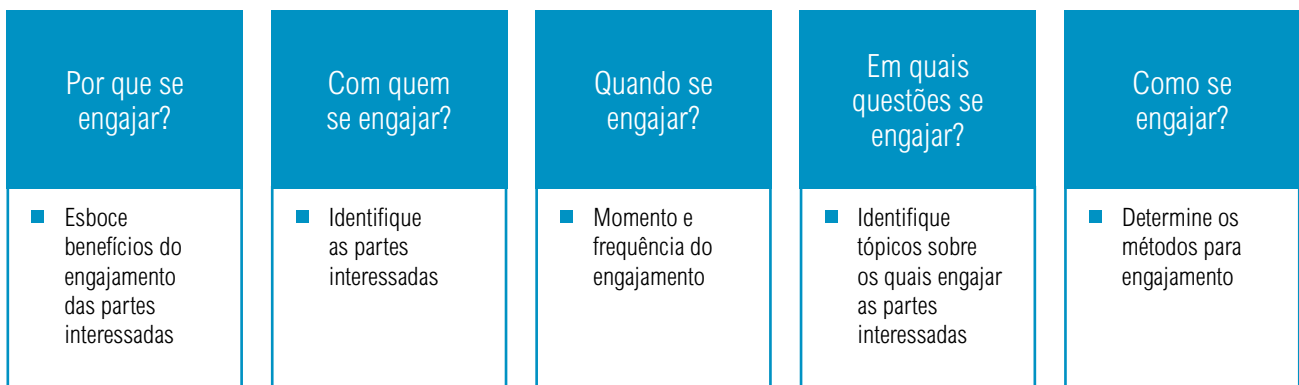 Por que se
engajar?
Esboce
benefícios do
engajamento
das partes
interessadas
Com quem
se engajar?
Identifique
as partes
interessadas
Quando se
engajar?
Momento e
frequência do
engajamento
Em quais
questões se
engajar?
Identifique
tópicos sobre
os quais engajar
as partes
interessadas
Como se
engajar?
Determine os
métodos para
engajamento